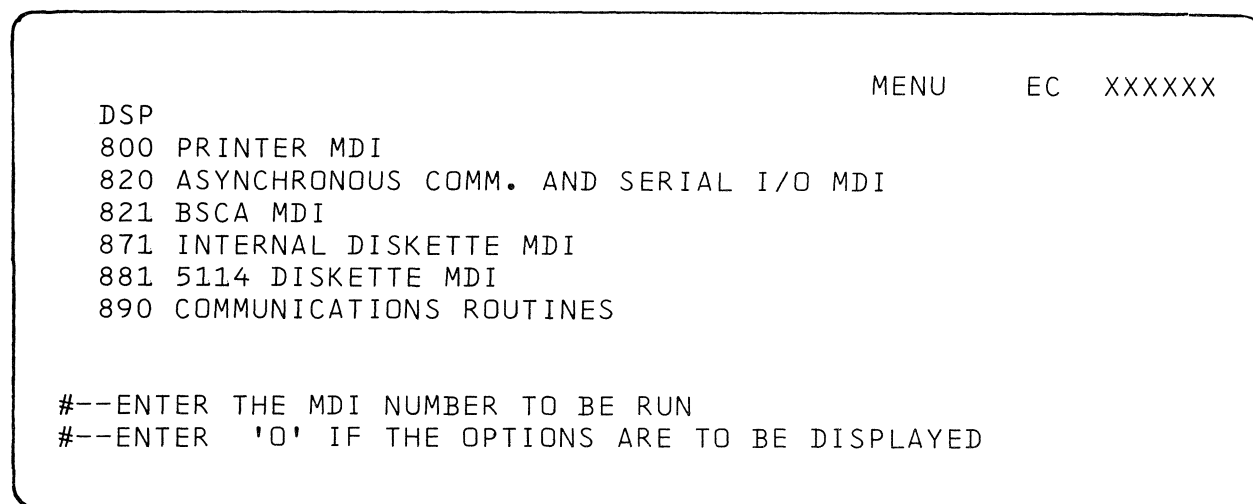 MENU EC XXXXXX
DSP
800 PRINTER MDI
820 ASYNCHRONOUS COMM. AND SERIAL I/O MDI
821 BSCA MDI
871 INTERNAL DISKETTE MDI
881 5114 DISKETTE MDI
890 COMMUNICATIONS ROUTINES
#--ENTER THE MDI NUMBER TO BE RUN
#--ENTER 'O' IF THE OPTIONS ARE TO BE DISPLAYED